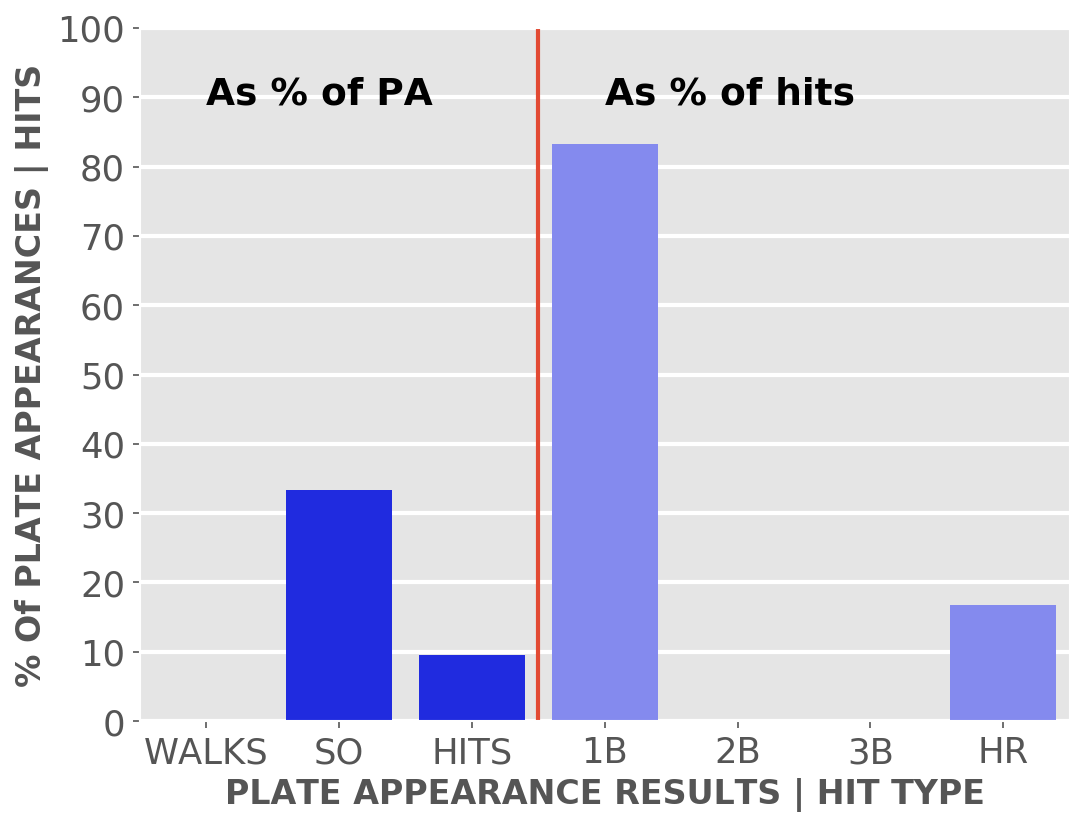 As % of PA
As % of hits
% Of PLATE APPEARANCES | HITS
100
90
80
70
60
50
40
30
20
10
0
WALKS SO HITS 1B 2B 3B HR
PLATE APPEARANCE RESULTS | HIT TYPE